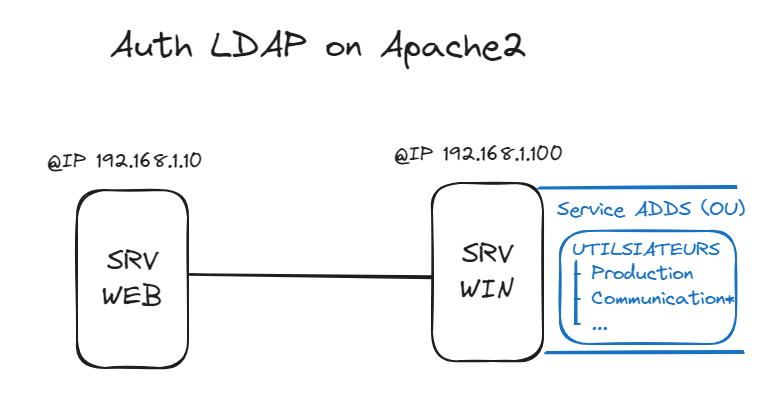 Auth LDAP on Apache2
@IP 192.168.1.10
@IP 192.168.1.100
SRV
WEB
SRV
WIN
Service ADDS (OU)
UTILSIATEURS
Production
Communication*
...